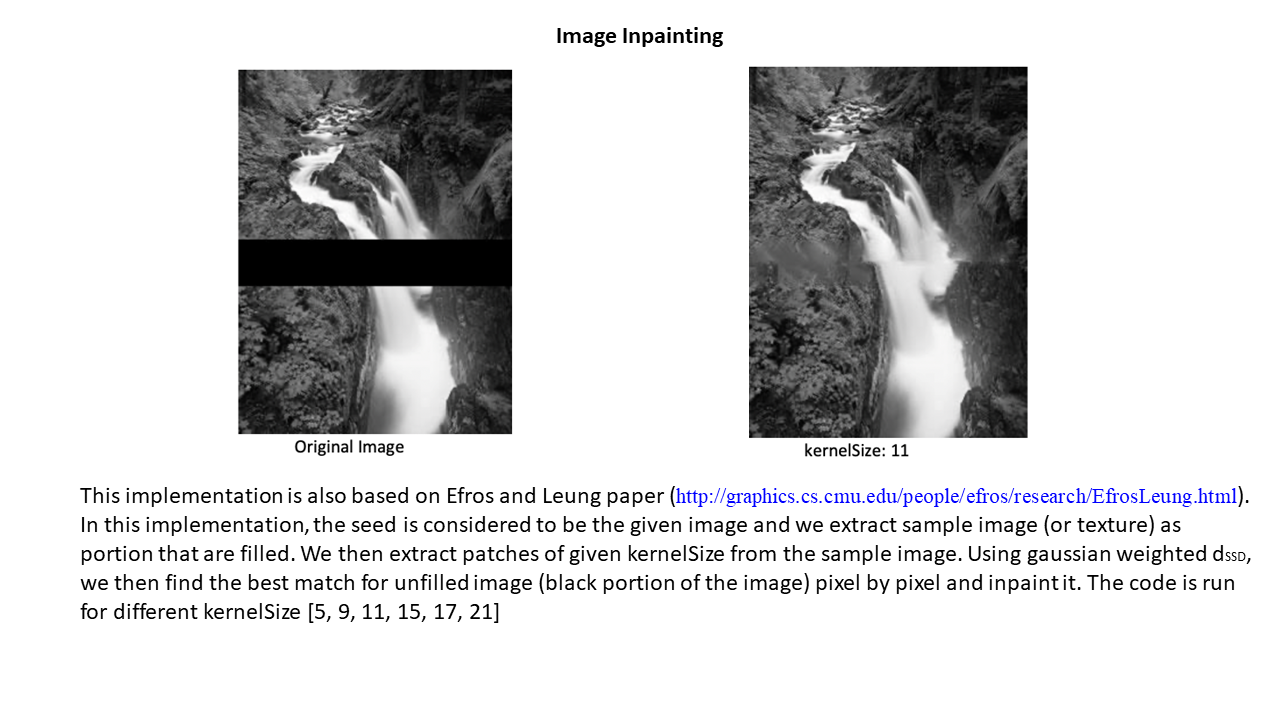 Image Inpainting
Original Image
kernelSize: 11
This implementation is also based on Efros and Leung paper (http://graphics.cs.cmu.edu/people/efros/research/EfrosLeung.html).
In this implementation, the seed is considered to be the given image and we extract sample image (or texture) as
portion that are filled. We then extract patches of given kernelSize from the sample image. Using gaussian weighted dSSD,
we then find the best match for unfilled image (black portion of the image) pixel by pixel and inpaint it. The code is run
for different kernelSize [5, 9, 11, 15, 17, 21]